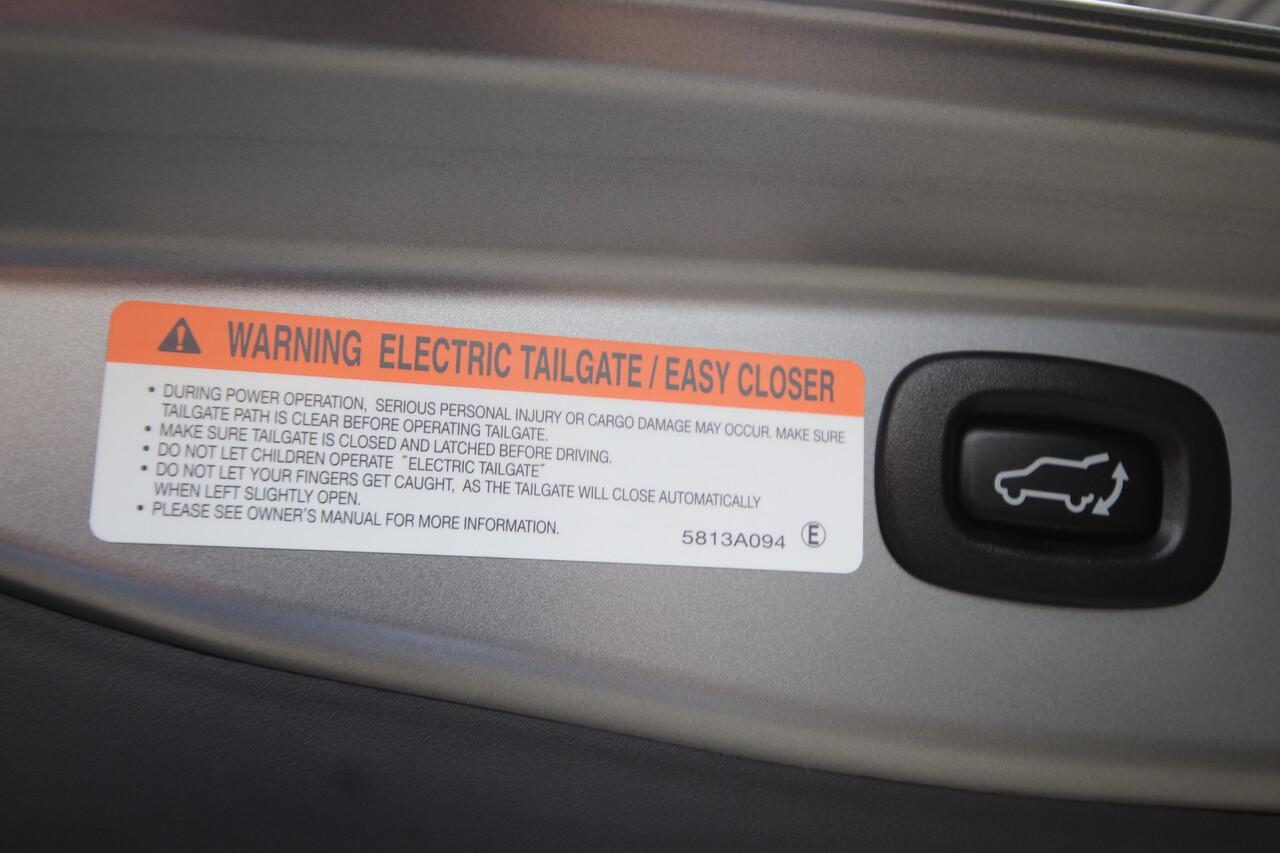 WARNING ELECTRIC TAILGATE / EASY CLOSER
• DURING POWER OPERATION, SERIOUS PERSONAL INJURY OR CARGO DAMAGE MAY OCCUR. MAKE SURE
TAILGATE PATH IS CLEAR BEFORE OPERATING TAILGATE.
• MAKE SURE TAILGATE IS CLOSED AND LATCHED BEFORE DRIVING.
• DO NOT LET CHILDREN OPERATE "ELECTRIC TAILGATE"
• DO NOT LET YOUR FINGERS GET CAUGHT, AS THE TAILGATE WILL CLOSE AUTOMATICALLY
WHEN LEFT SLIGHTLY OPEN.
• PLEASE SEE OWNER'S MANUAL FOR MORE INFORMATION.
5813A094 Ⓔ